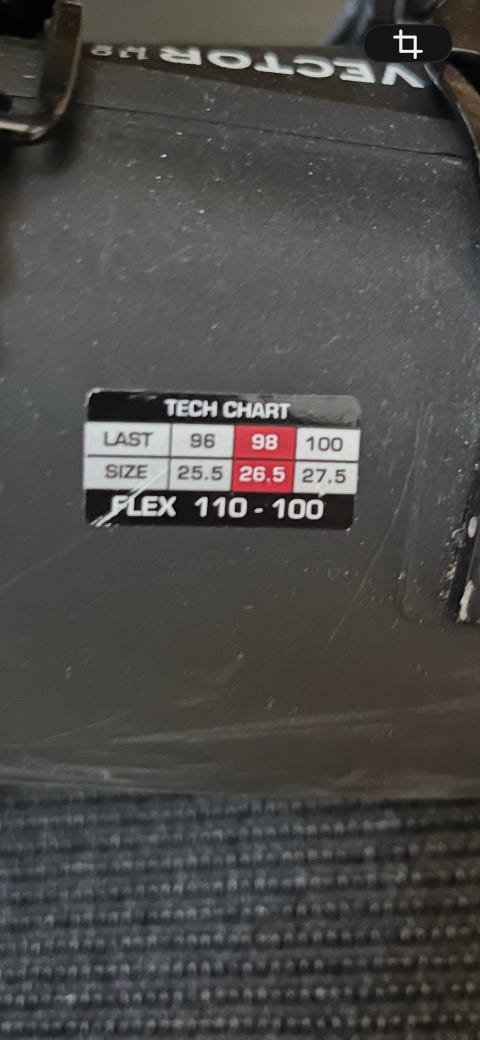 VECTOR
TECH CHART
LAST 96 98 100
SIZE 25.5 26.5 27.5
FLEX 110 - 100